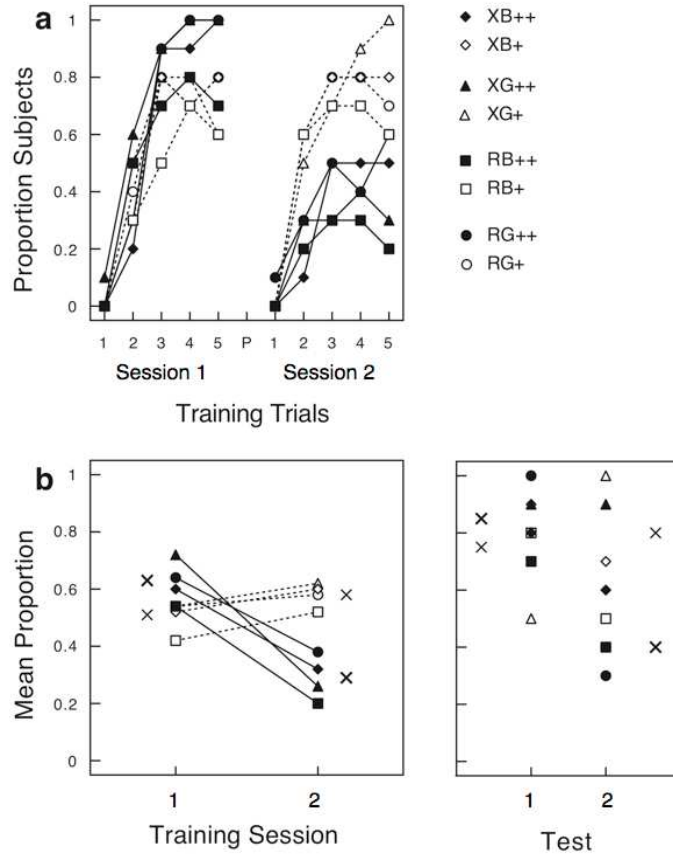 a
Proportion Subjects
1
0.8
0.6
0.4
0.2
0
1 2 3 4 5 P 1 2 3 4 5
Session 1 Session 2
Training Trials
XB++
XB+
XG++
XG+
RB++
RB+
RG++
RG+
b
Mean Proportion
1
0.8
0.6
0.4
0.2
0
1 2
Training Session
1 2
Test